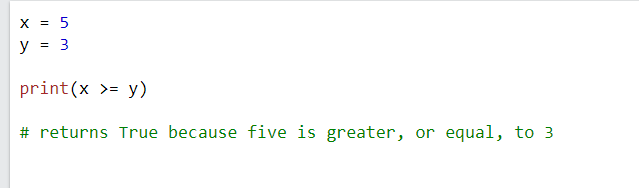 x = 5
y = 3
print(x >= y)
# returns True because five is greater, or equal, to 3